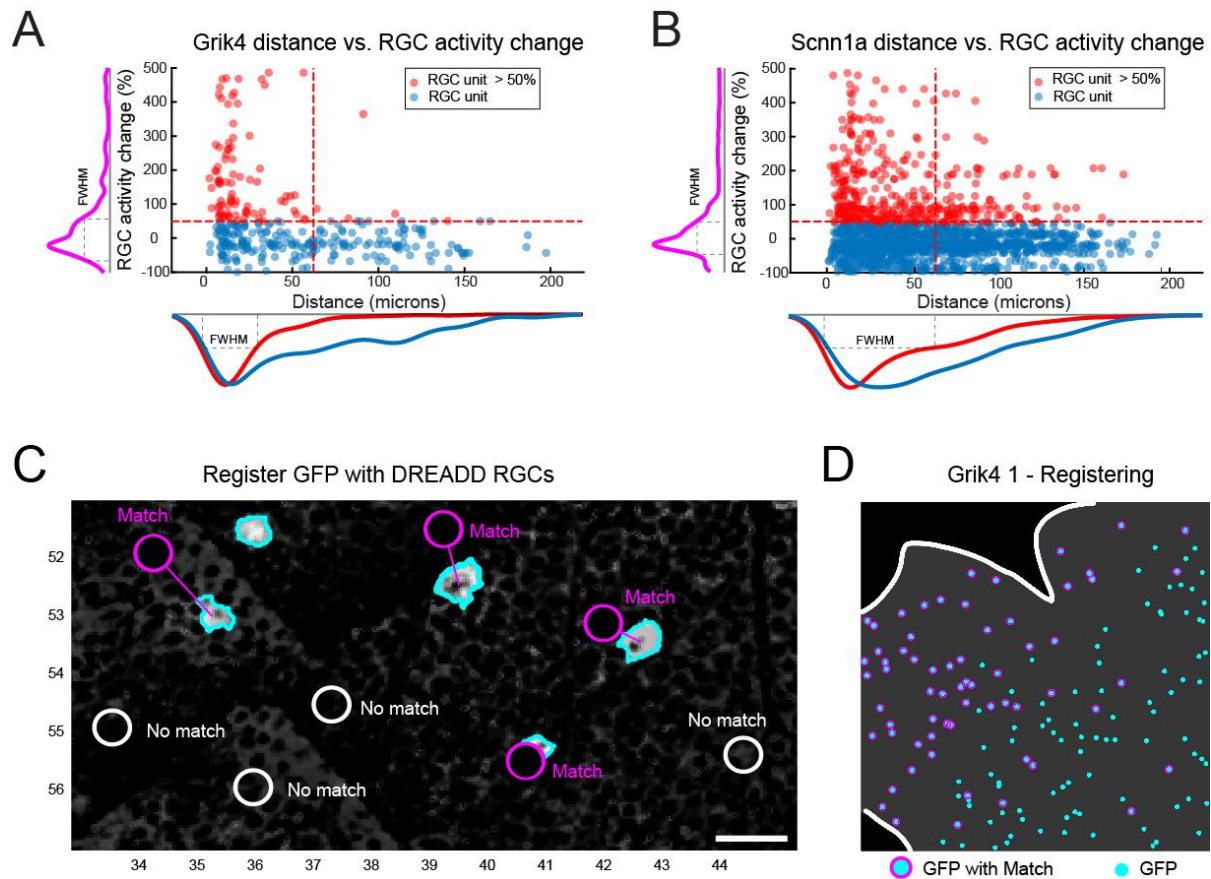 A
Grik4 distance vs. RGC activity change
RGC activity change (%)
FWHM
500
400
300
200
100
0
-100
RGC unit > 50%
RGC unit
0
50
100
150
200
Distance (microns)
FWHM
B
Scnn1a distance vs. RGC activity change
RGC activity change (%)
FWHM
500
400
300
200
100
0
-100
RGC unit > 50%
RGC unit
0
50
100
150
200
Distance (microns)
FWHM
C
Register GFP with DREADD RGCs
Match
Match
Match
No match
No match
No match
No match
Match
52
53
54
55
56
34
35
36
37
38
39
40
41
42
43
44
D
Grik4 1 - Registering
GFP with Match
GFP